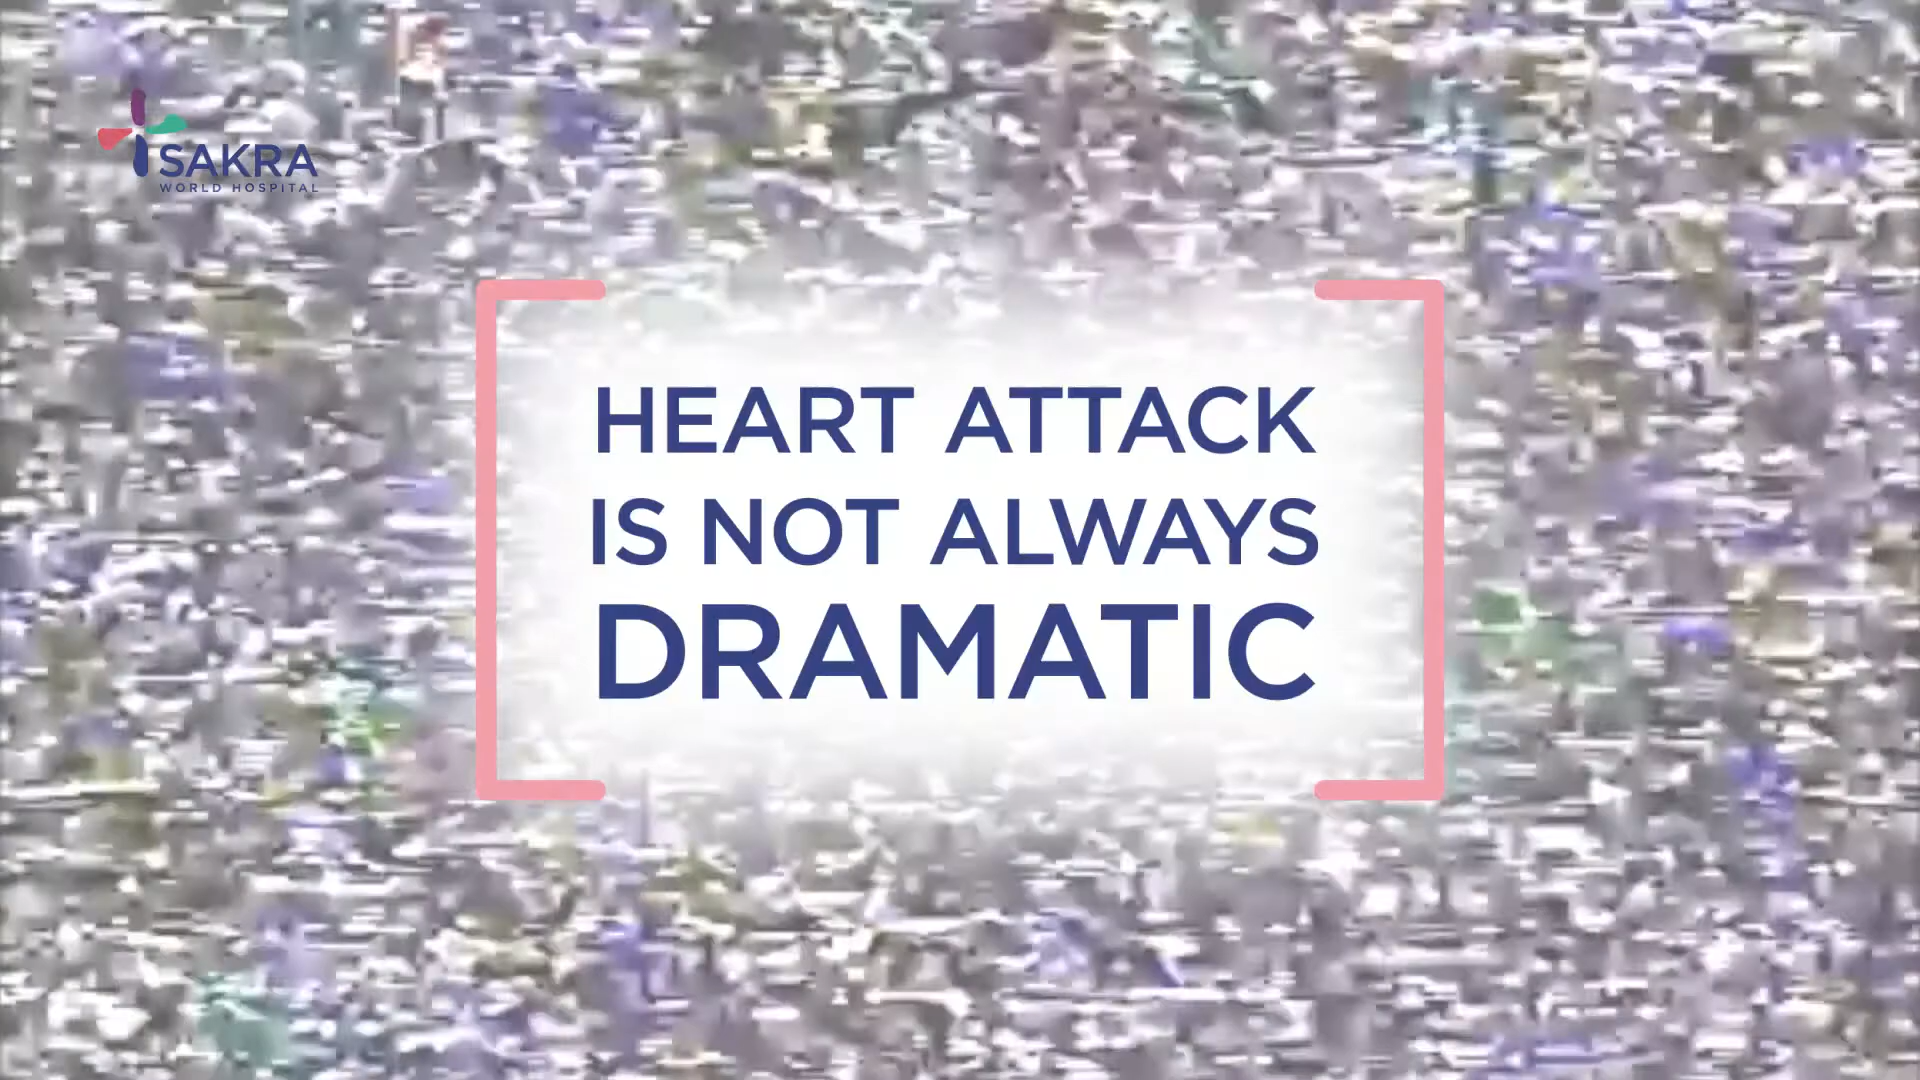 SAKRA
WORLD HOSPITAL
HEART ATTACK
IS NOT ALWAYS
DRAMATIC